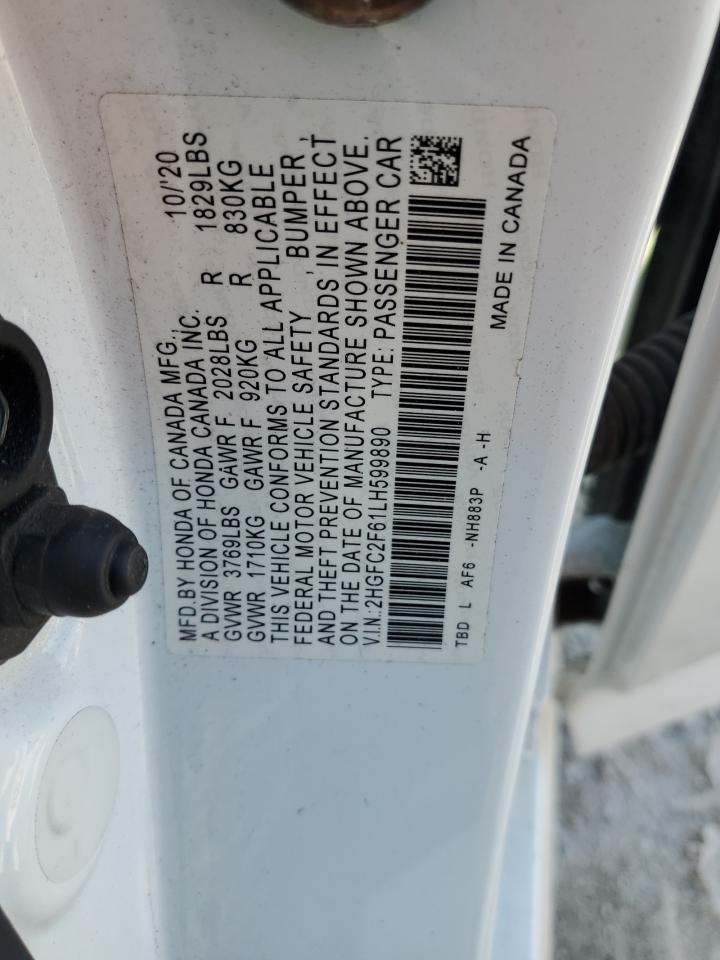 MFD.BY HONDA OF CANADA MFG., 10/'20
A DIVISION OF HONDA CANADA INC.
GVWR 3769LBS GAWR F 2028LBS R 1829LBS
GVWR 1710KG GAWR F 920KG R 830KG
THIS VEHICLE CONFORMS TO ALL APPLICABLE
FEDERAL MOTOR VEHICLE SAFETY, BUMPER,
AND THEFT PREVENTION STANDARDS, IN EFFECT
ON THE DATE OF MANUFACTURE SHOWN ABOVE.
V.I.N.:2HGFC2F61LH599890 TYPE: PASSENGER CAR
TBD L AF6 -NH883P -A -H
MADE IN CANADA